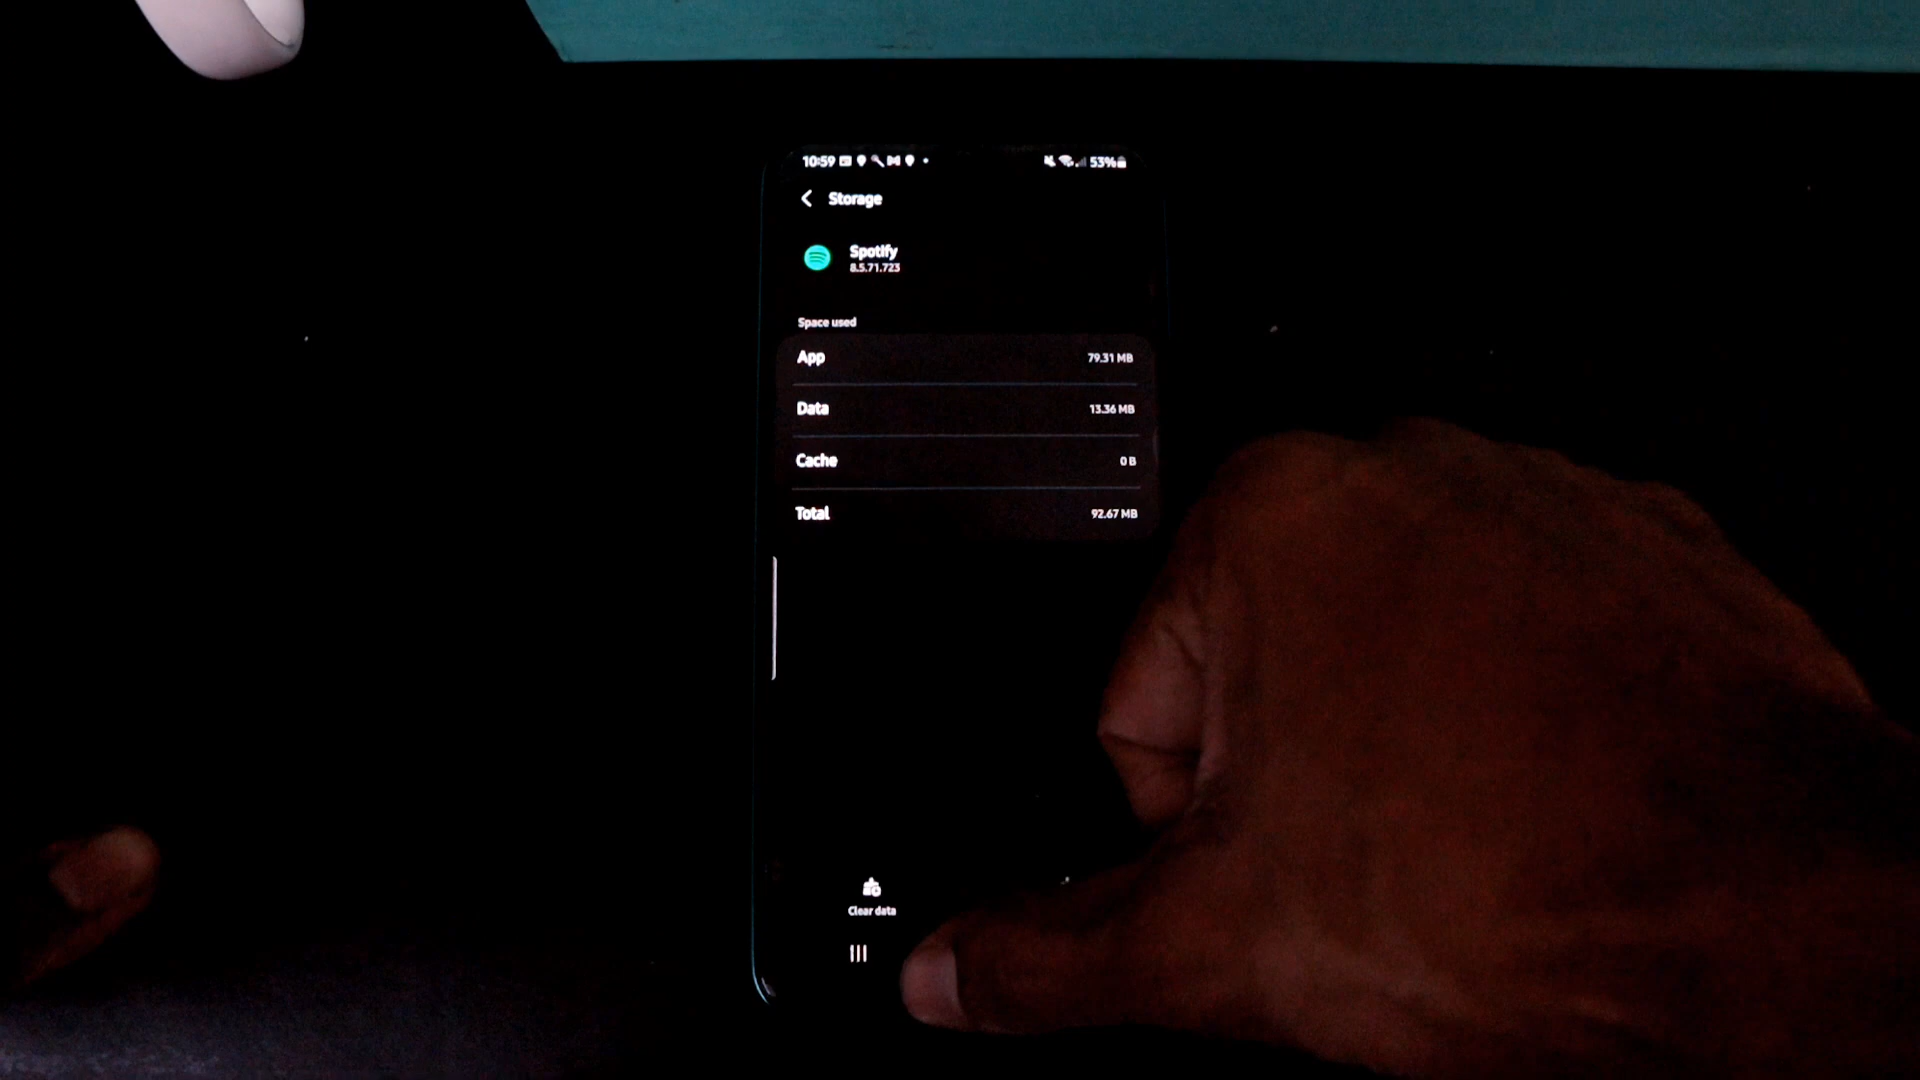 10:59 53%
Storage
Spotify
8.5.71.723
Space used
App 79.31 MB
Data 13.36 MB
Cache 0 B
Total 92.67 MB
Clear data